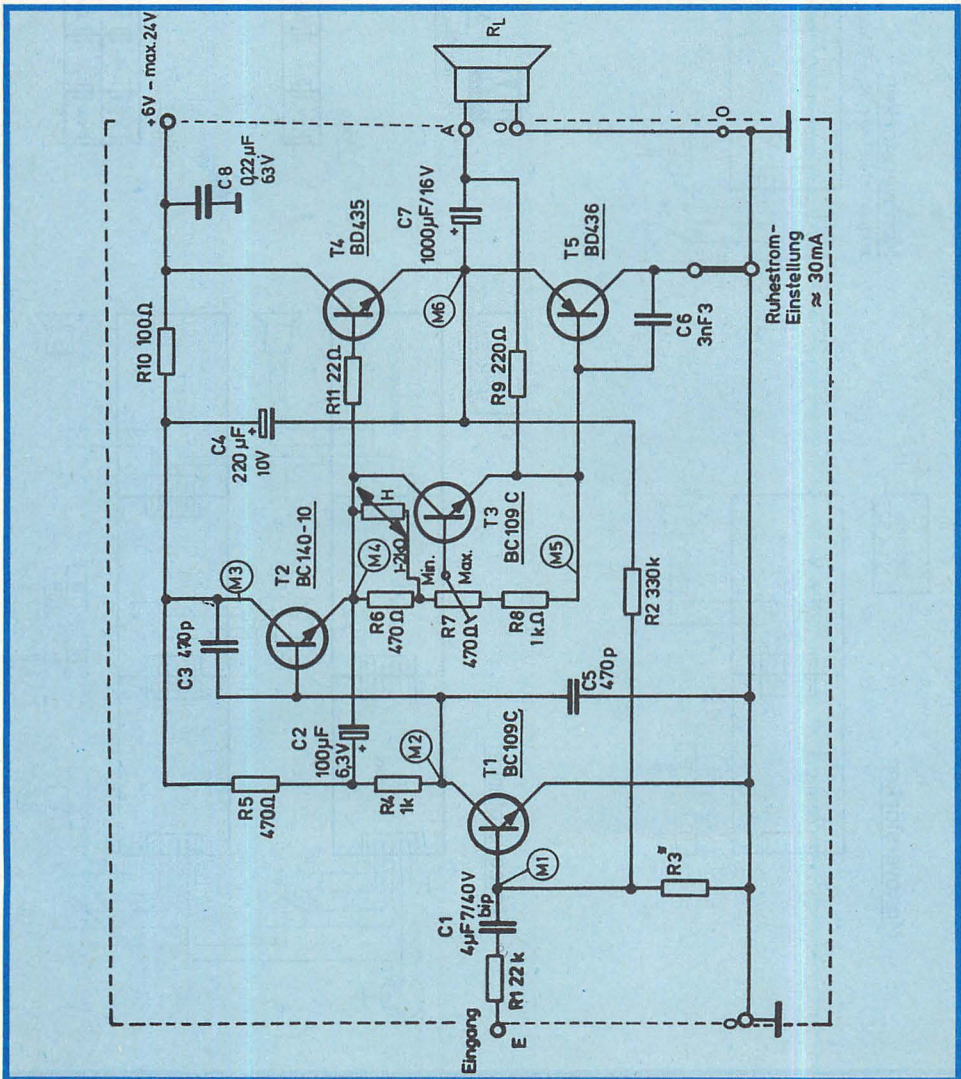 +6V – max. 24V
R10 100Ω
C8
0,22µF
63V
C4
220µF
10V
+
T4
BD435
R11 22Ω
C7
1000µF/16V
+
M6
A
O
RL
R9 220Ω
T5
BD436
C6
3nF3
O
Ruhestrom-
Einstellung
≈ 30mA
C3 470p
M3
T2
BC140-10
M4
H
1-2kΩ
Min.
Max.
R6
470Ω
R7
470Ω
R8
1kΩ
T3
BC109C
M5
R5
470Ω
C2
100µF
6,3V
+
R4
1k
M2
C5
470p
R2 330k
T1
BC109C
M1
R3*
C1
4µF7/40V
bip
R1 22k
Eingang
E
O